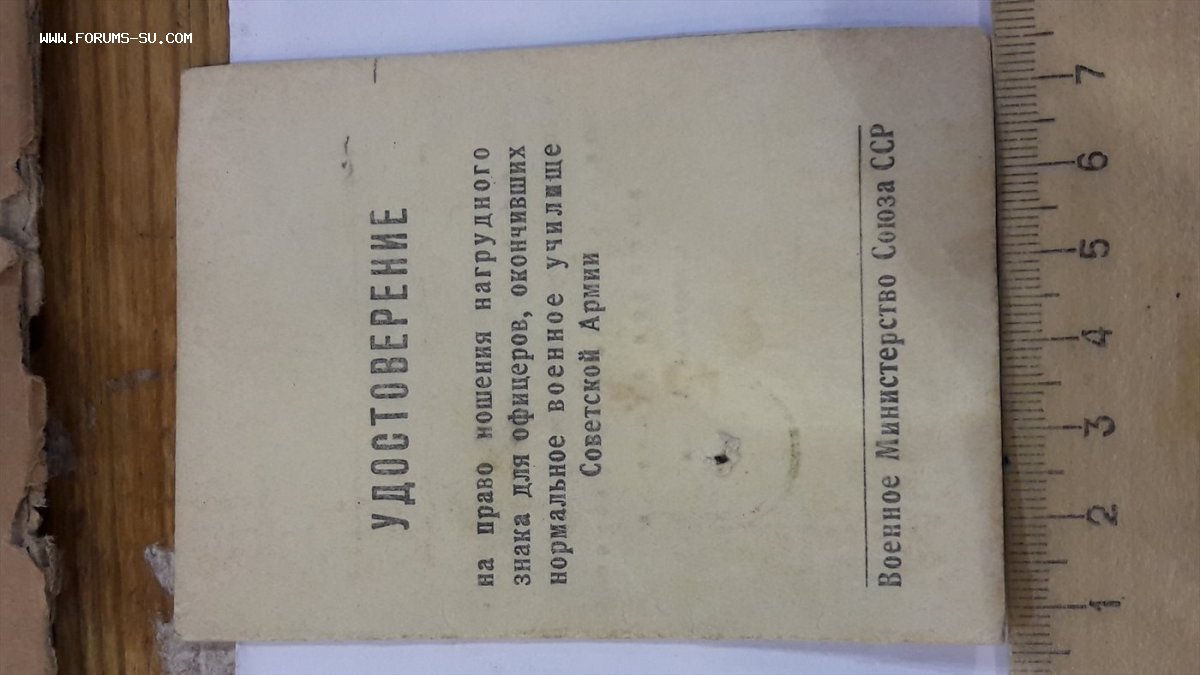 WWW.FORUMS-SU.COM
УДОСТОВЕРЕНИЕ
на право ношения нагрудного
знака для офицеров, окончивших
нормальное военное училище
Советской Армии
Военное Министерство Союза ССР
1 2 3 4 5 6 7